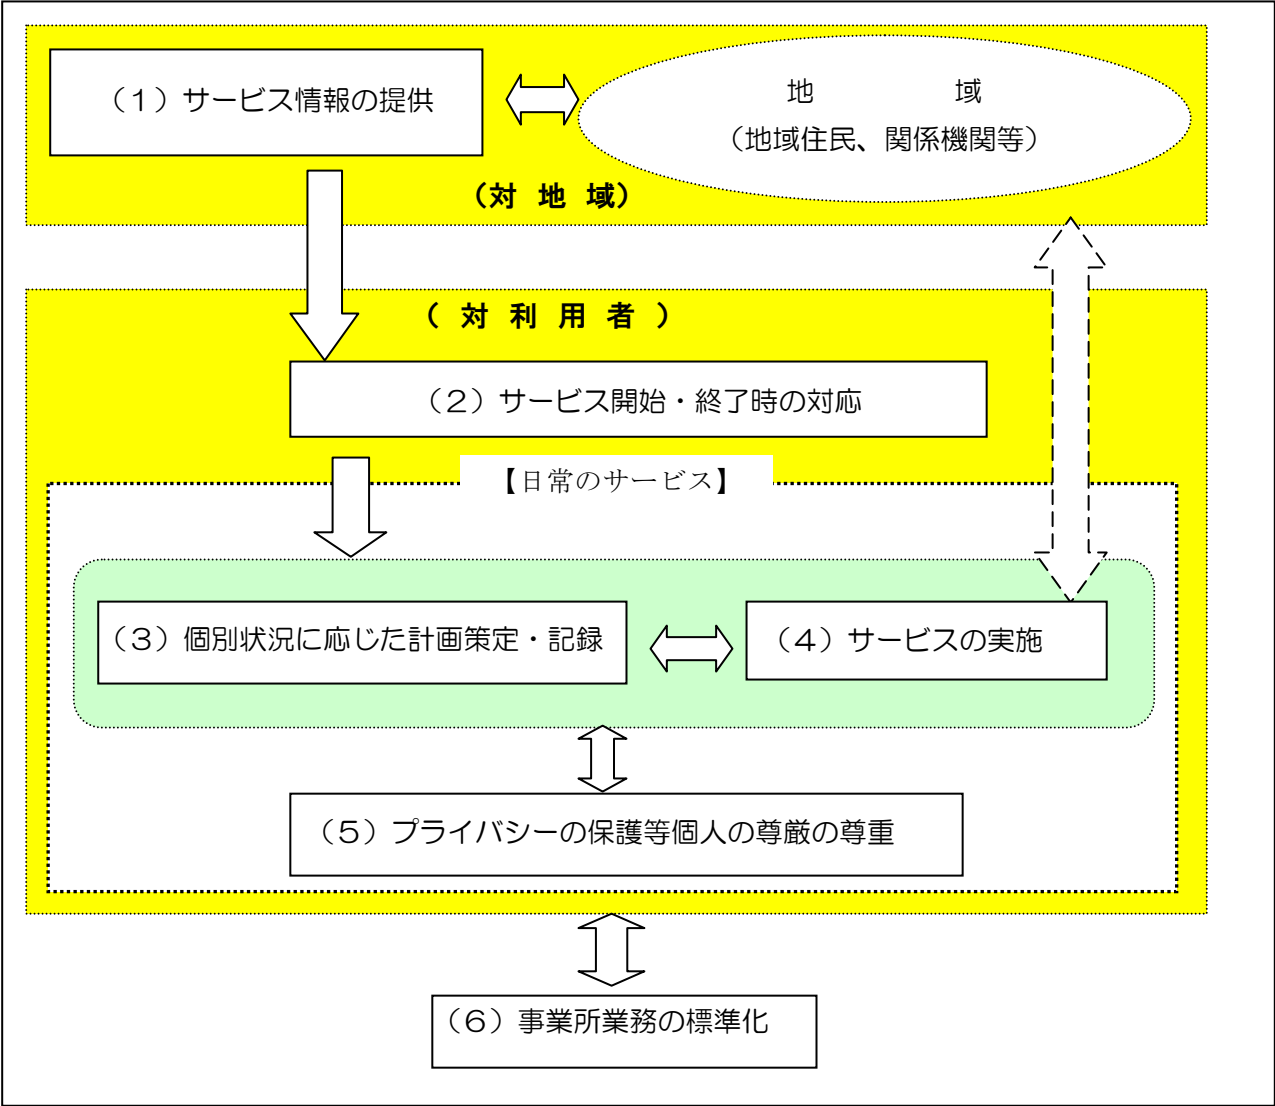 （１）サービス情報の提供
地　　　　域
（地域住民、関係機関等）
（対 地 域）
（ 対 利 用 者 ）
（２）サービス開始・終了時の対応
【日常のサービス】
（３）個別状況に応じた計画策定・記録
（４）サービスの実施
（５）プライバシーの保護等個人の尊厳の尊重
（６）事業所業務の標準化